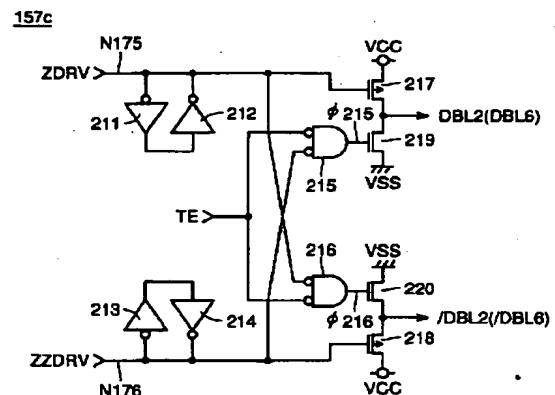 157c
N175
ZDRV
VCC
217
211
212
φ 215
DBL2(DBL6)
219
215
VSS
TE
216
VSS
213
214
220
φ 216
/DBL2(/DBL6)
218
ZZDRV
N176
VCC